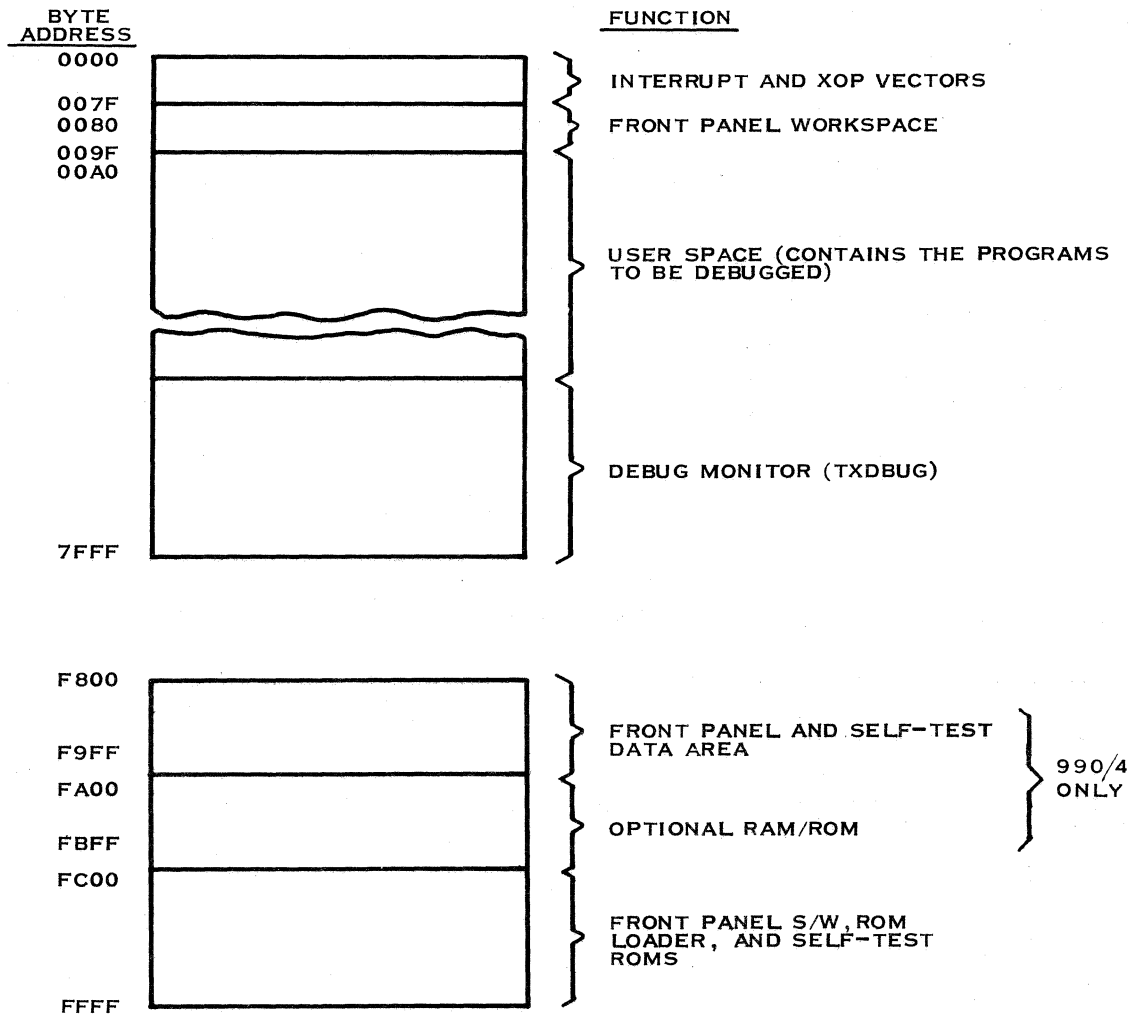 BYTE
ADDRESS
FUNCTION
0000
INTERRUPT AND XOP VECTORS
007F
0080
FRONT PANEL WORKSPACE
009F
00A0
USER SPACE (CONTAINS THE PROGRAMS
TO BE DEBUGGED)
DEBUG MONITOR (TXDBUG)
7FFF
F800
FRONT PANEL AND SELF-TEST
DATA AREA
F9FF
990/4
ONLY
FA00
OPTIONAL RAM/ROM
FBFF
FC00
FRONT PANEL S/W, ROM
LOADER, AND SELF-TEST
ROMS
FFFF